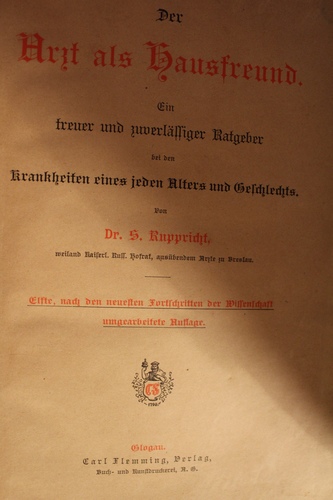 Der
Arzt als Hausfreund.
Ein
treuer und zuverlässiger Ratgeber
bei den
Krankheiten eines jeden Alters und Geschlechts.
Von
Dr. H. Ruppricht,
weiland Kaiserl. Russ. Hofrat, ausübendem Arzte zu Breslau.
Elfte, nach den neuesten Fortschritten der Wissenschaft
umgearbeitete Auflage.
Glogau.
Carl Flemming, Verlag,
Buch- und Kunstdruckerei, A. G.